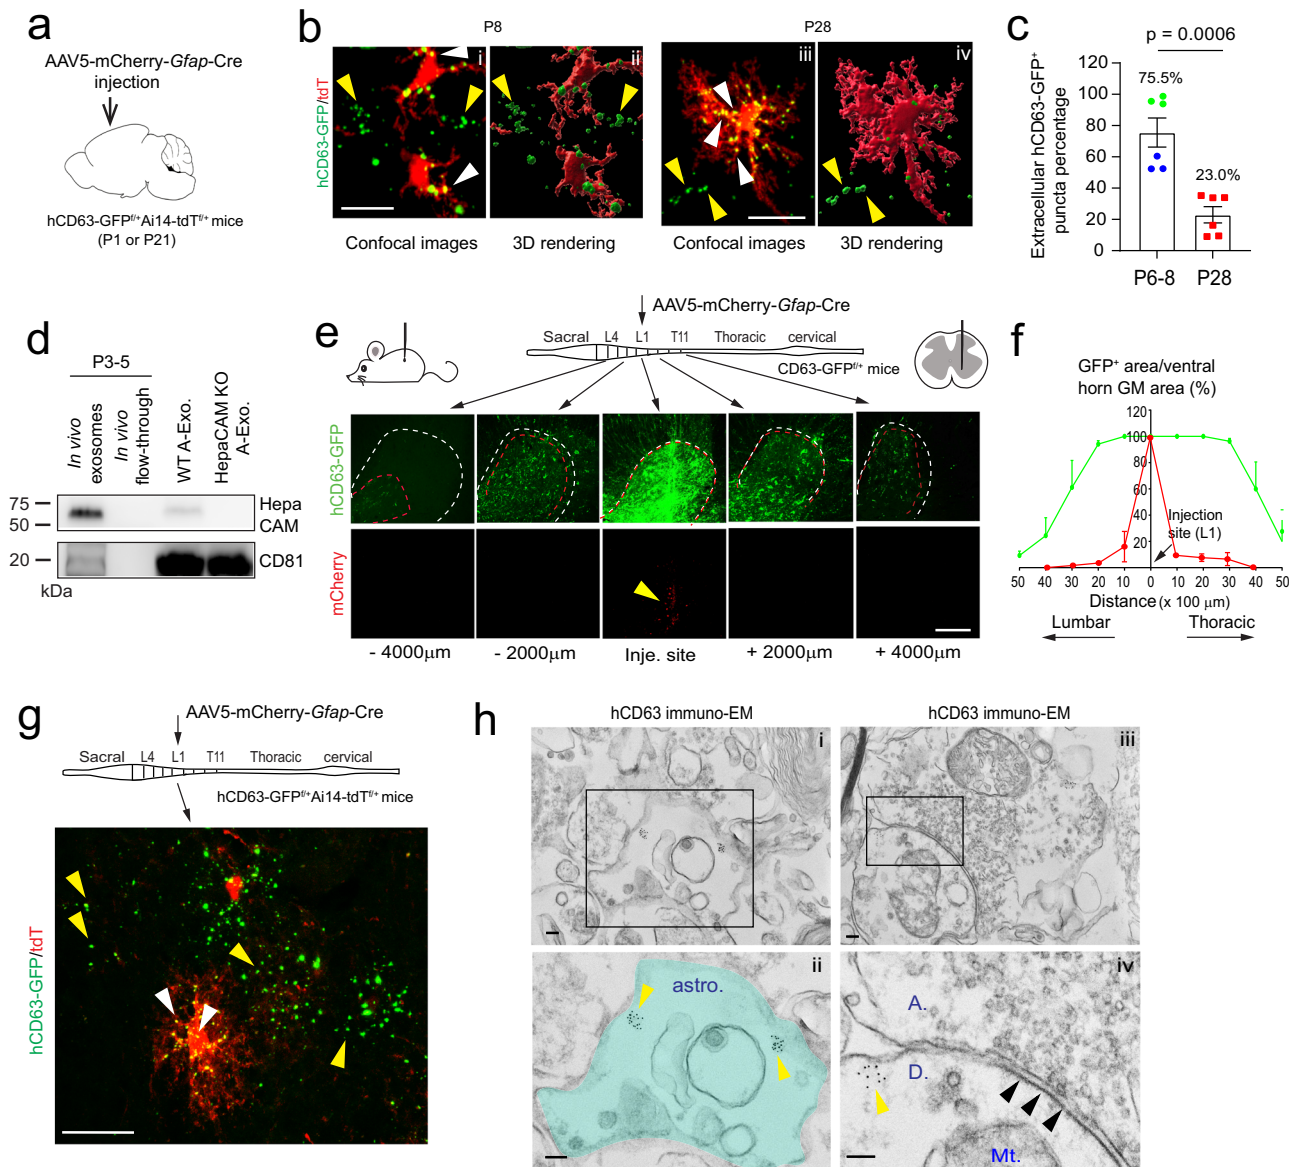 a
AAV5-mCherry-Gfap-Cre
injection
hCD63-GFPf/+Ai14-tdTf/+ mice
(P1 or P21)
b
P8
P28
hCD63-GFP/tdT
i
ii
iii
iv
Confocal images
3D rendering
Confocal images
3D rendering
c
p = 0.0006
Extracellular hCD63-GFP+
puncta percentage
120
100
80
60
40
20
0
75.5%
23.0%
P6-8
P28
d
P3-5
In vivo
exosomes
In vivo
flow-through
WT A-Exo.
HepaCAM KO
A-Exo.
75
50
20
kDa
Hepa
CAM
CD81
e
AAV5-mCherry-Gfap-Cre
Sacral
L4
L1
T11
Thoracic
cervical
CD63-GFPf/+ mice
hCD63-GFP
mCherry
- 4000μm
- 2000μm
Inje. site
+ 2000μm
+ 4000μm
f
GFP+ area/ventral
horn GM area (%)
120
100
80
60
40
20
Injection
site (L1)
50
40
30
20
10
0
10
20
30
40
50
Distance (x 100 μm)
Lumbar
Thoracic
g
AAV5-mCherry-Gfap-Cre
Sacral
L4
L1
T11
Thoracic
cervical
hCD63-GFPf/+Ai14-tdTf/+ mice
hCD63-GFP/tdT
h
hCD63 immuno-EM
hCD63 immuno-EM
i
iii
ii
astro.
iv
A.
D.
Mt.